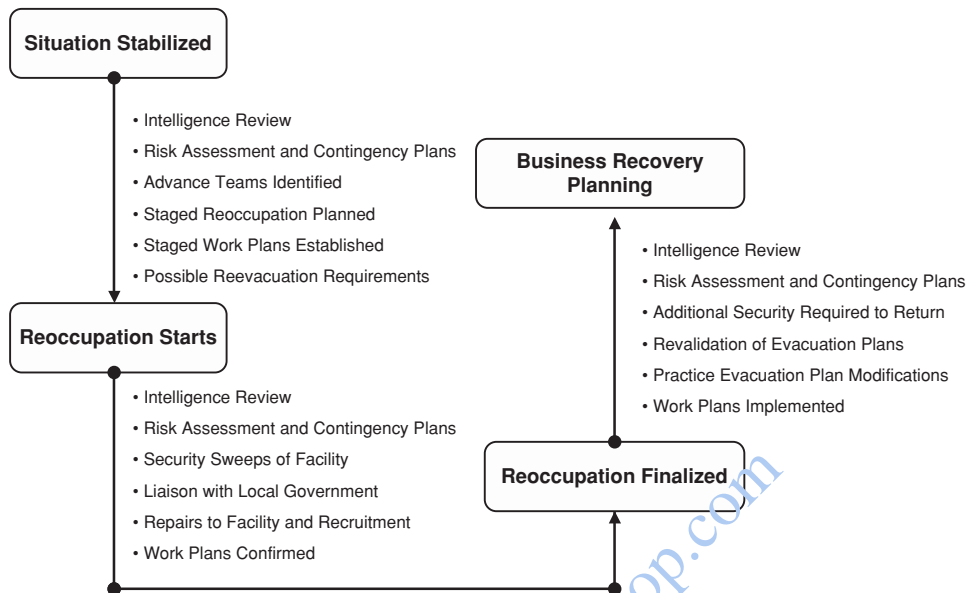 Situation Stabilized
• Intelligence Review
• Risk Assessment and Contingency Plans
• Advance Teams Identified
• Staged Reoccupation Planned
• Staged Work Plans Established
• Possible Reevacuation Requirements
Reoccupation Starts
• Intelligence Review
• Risk Assessment and Contingency Plans
• Security Sweeps of Facility
• Liaison with Local Government
• Repairs to Facility and Recruitment
• Work Plans Confirmed
Business Recovery
Planning
• Intelligence Review
• Risk Assessment and Contingency Plans
• Additional Security Required to Return
• Revalidation of Evacuation Plans
• Practice Evacuation Plan Modifications
• Work Plans Implemented
Reoccupation Finalized
op.com